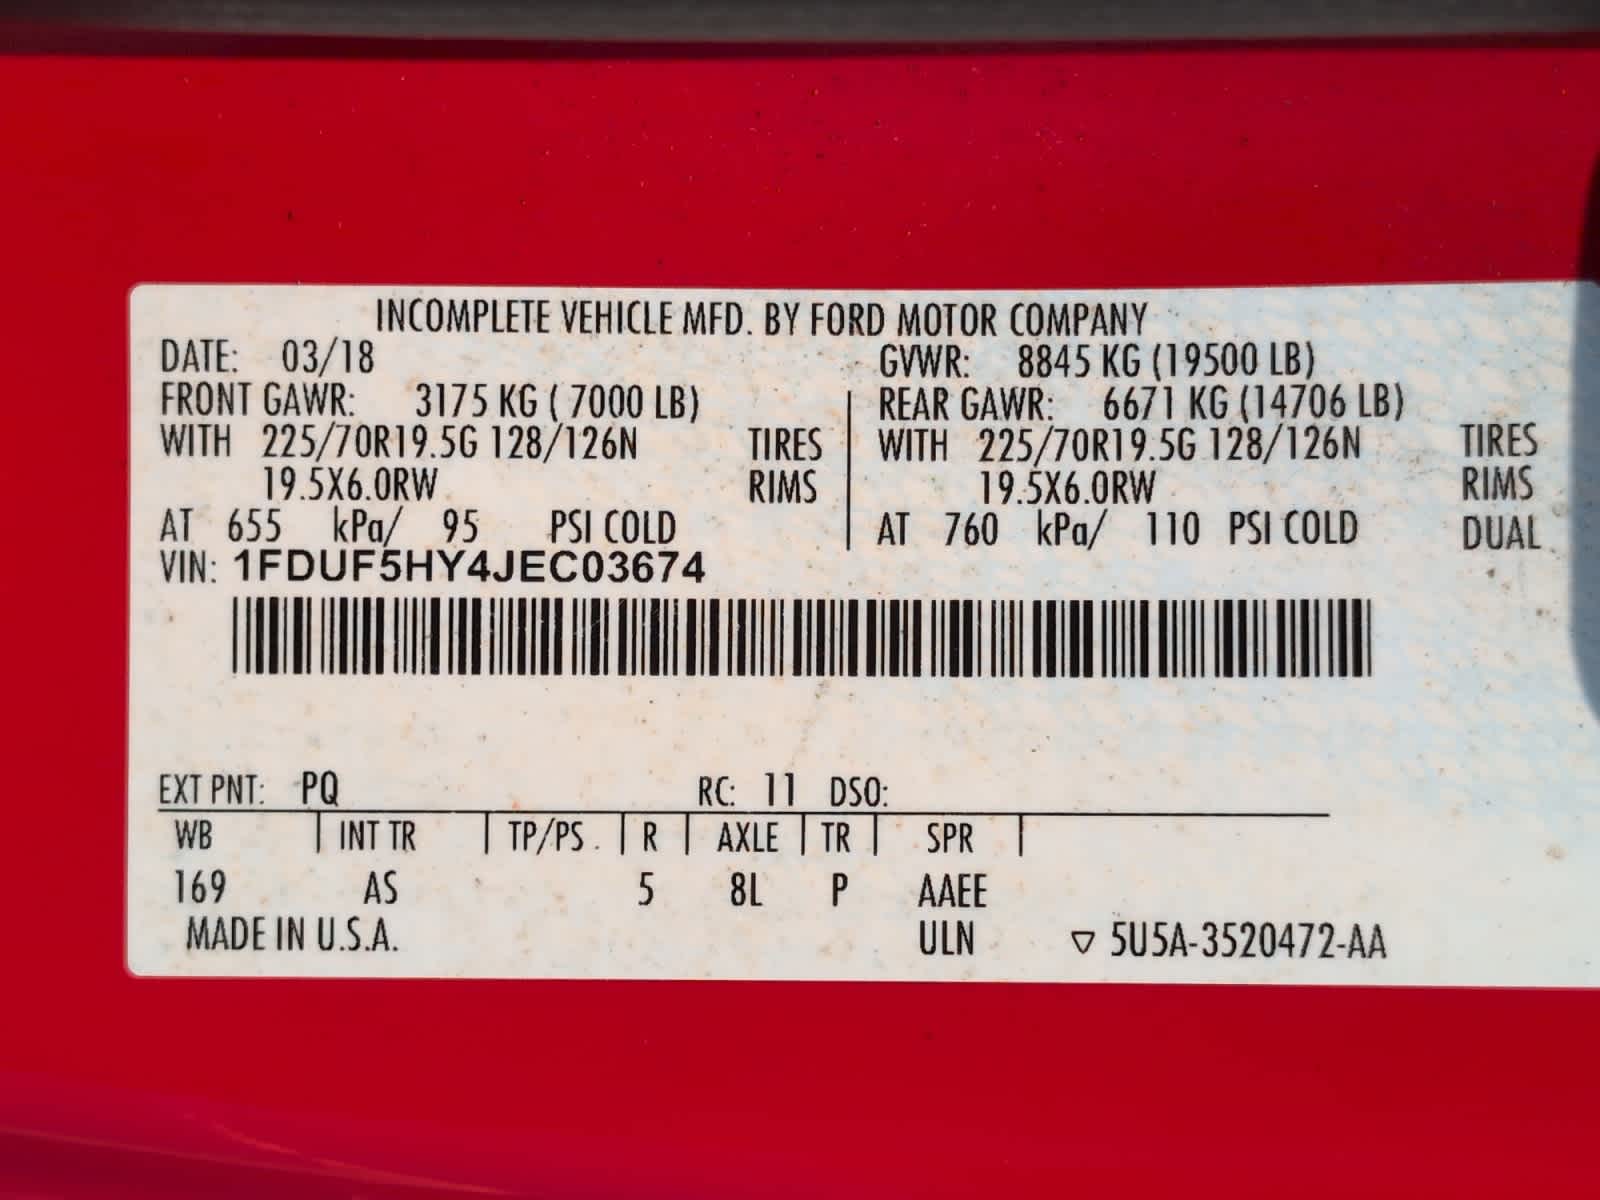 INCOMPLETE VEHICLE MFD. BY FORD MOTOR COMPANY
DATE: 03/18 GVWR: 8845 KG (19500 LB)
FRONT GAWR: 3175 KG ( 7000 LB) REAR GAWR: 6671 KG (14706 LB)
WITH 225/70R19.5G 128/126N TIRES WITH 225/70R19.5G 128/126N TIRES
19.5X6.0RW RIMS 19.5X6.0RW RIMS
AT 655 kPa/ 95 PSI COLD AT 760 kPa/ 110 PSI COLD DUAL
VIN: 1FDUF5HY4JEC03674
EXT PNT: PQ RC: 11 DSO:
WB INT TR TP/PS R AXLE TR SPR
169 AS 5 8L P AAEE
MADE IN U.S.A. ULN ▽ 5U5A-3520472-AA